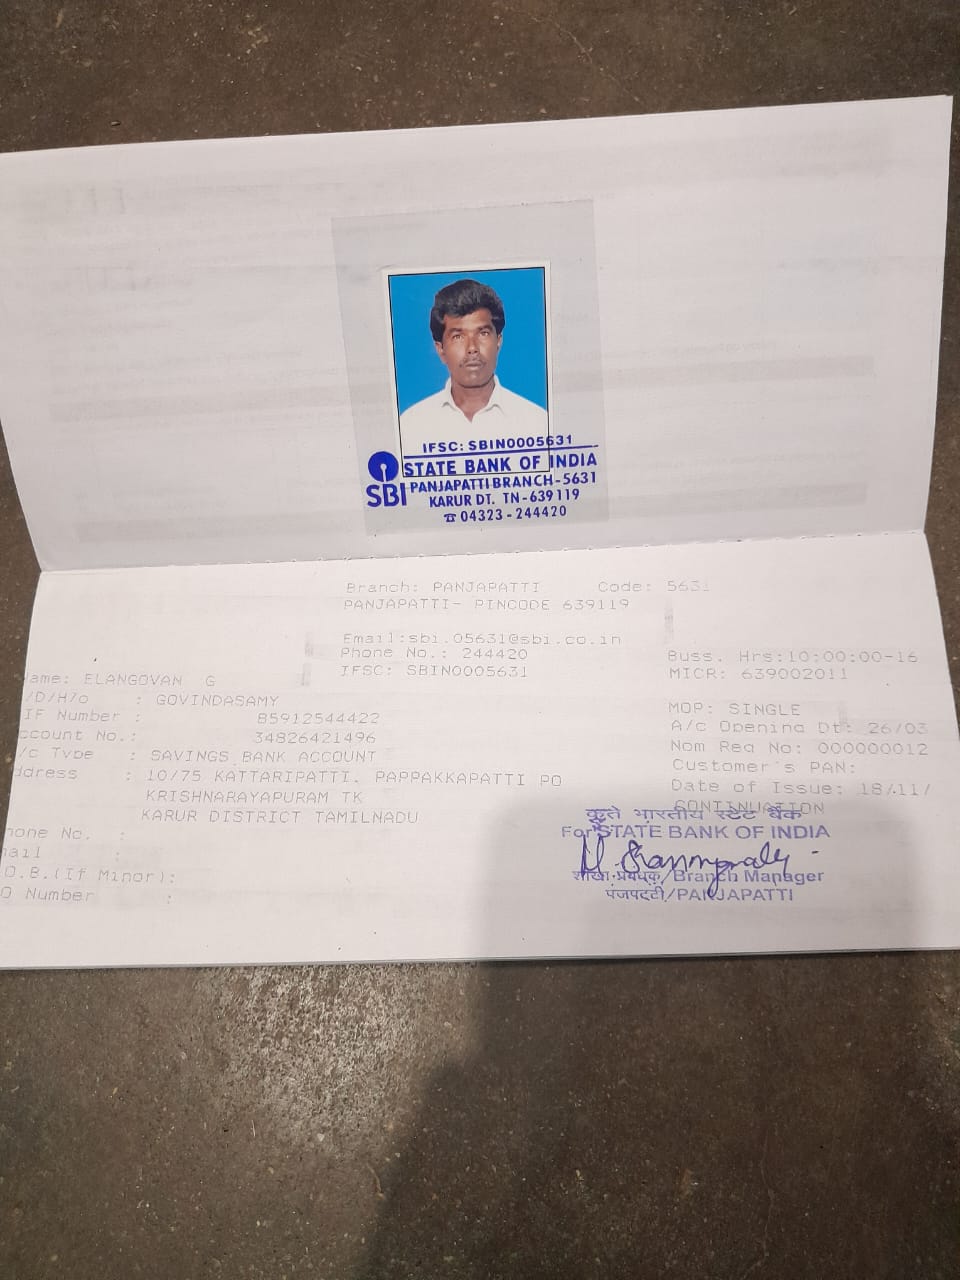 IFSC: SBIN0005631
SBI
STATE BANK OF INDIA
PANJAPATTI BRANCH-5631
KARUR DT. TN-639119
☎ 04323-244420
Branch: PANJAPATTI Code: 5631
PANJAPATTI- PINCODE 639119
Email:sbi.05631@sbi.co.in
Phone No.: 244420
IFSC: SBIN0005631
Buss. Hrs:10:00:00-16
MICR: 639002011
ame: ELANGOVAN G
/D/H/o : GOVINDASAMY
IF Number : 85912544422
ccount No.: 34826421496
/c Type : SAVINGS BANK ACCOUNT
ddress : 10/75 KATTARIPATTI. PAPPAKKAPATTI PO
KRISHNARAYAPURAM TK
KARUR DISTRICT TAMILNADU
hone No. :
mail :
.O.B.(If Minor):
O Number :
MOP: SINGLE
A/c Opening Dt: 26/03
Nom Reg No: 000000012
Customer's PAN:
Date of Issue: 18/11/
CONTINUATION
कृते भारतीय स्टेट बैंक
For STATE BANK OF INDIA
शाखा प्रबंधक/Branch Manager
पंजपट्टी/PANJAPATTI